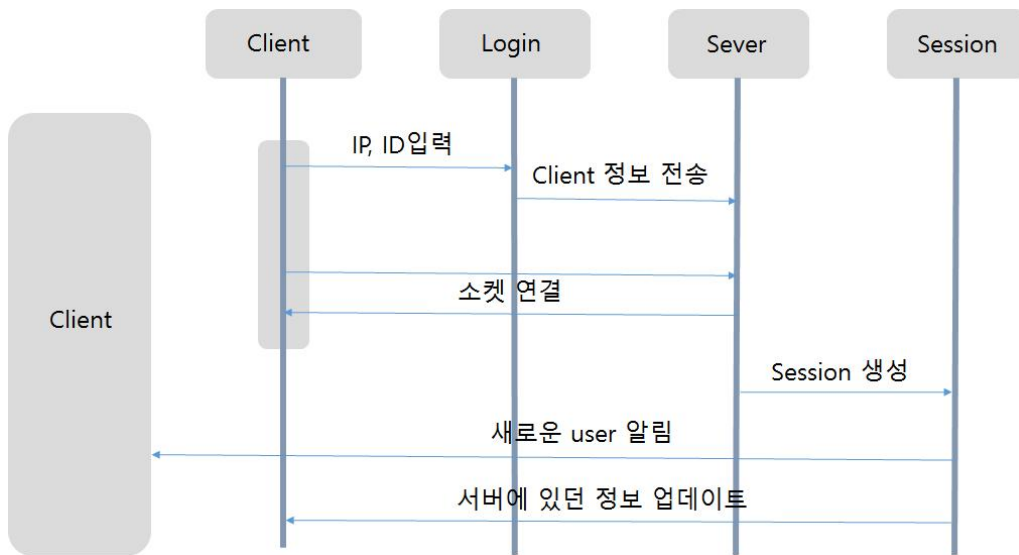 Client
Login
Sever
Session
IP, ID입력
Client 정보 전송
소켓 연결
Client
Session 생성
새로운 user 알림
서버에 있던 정보 업데이트